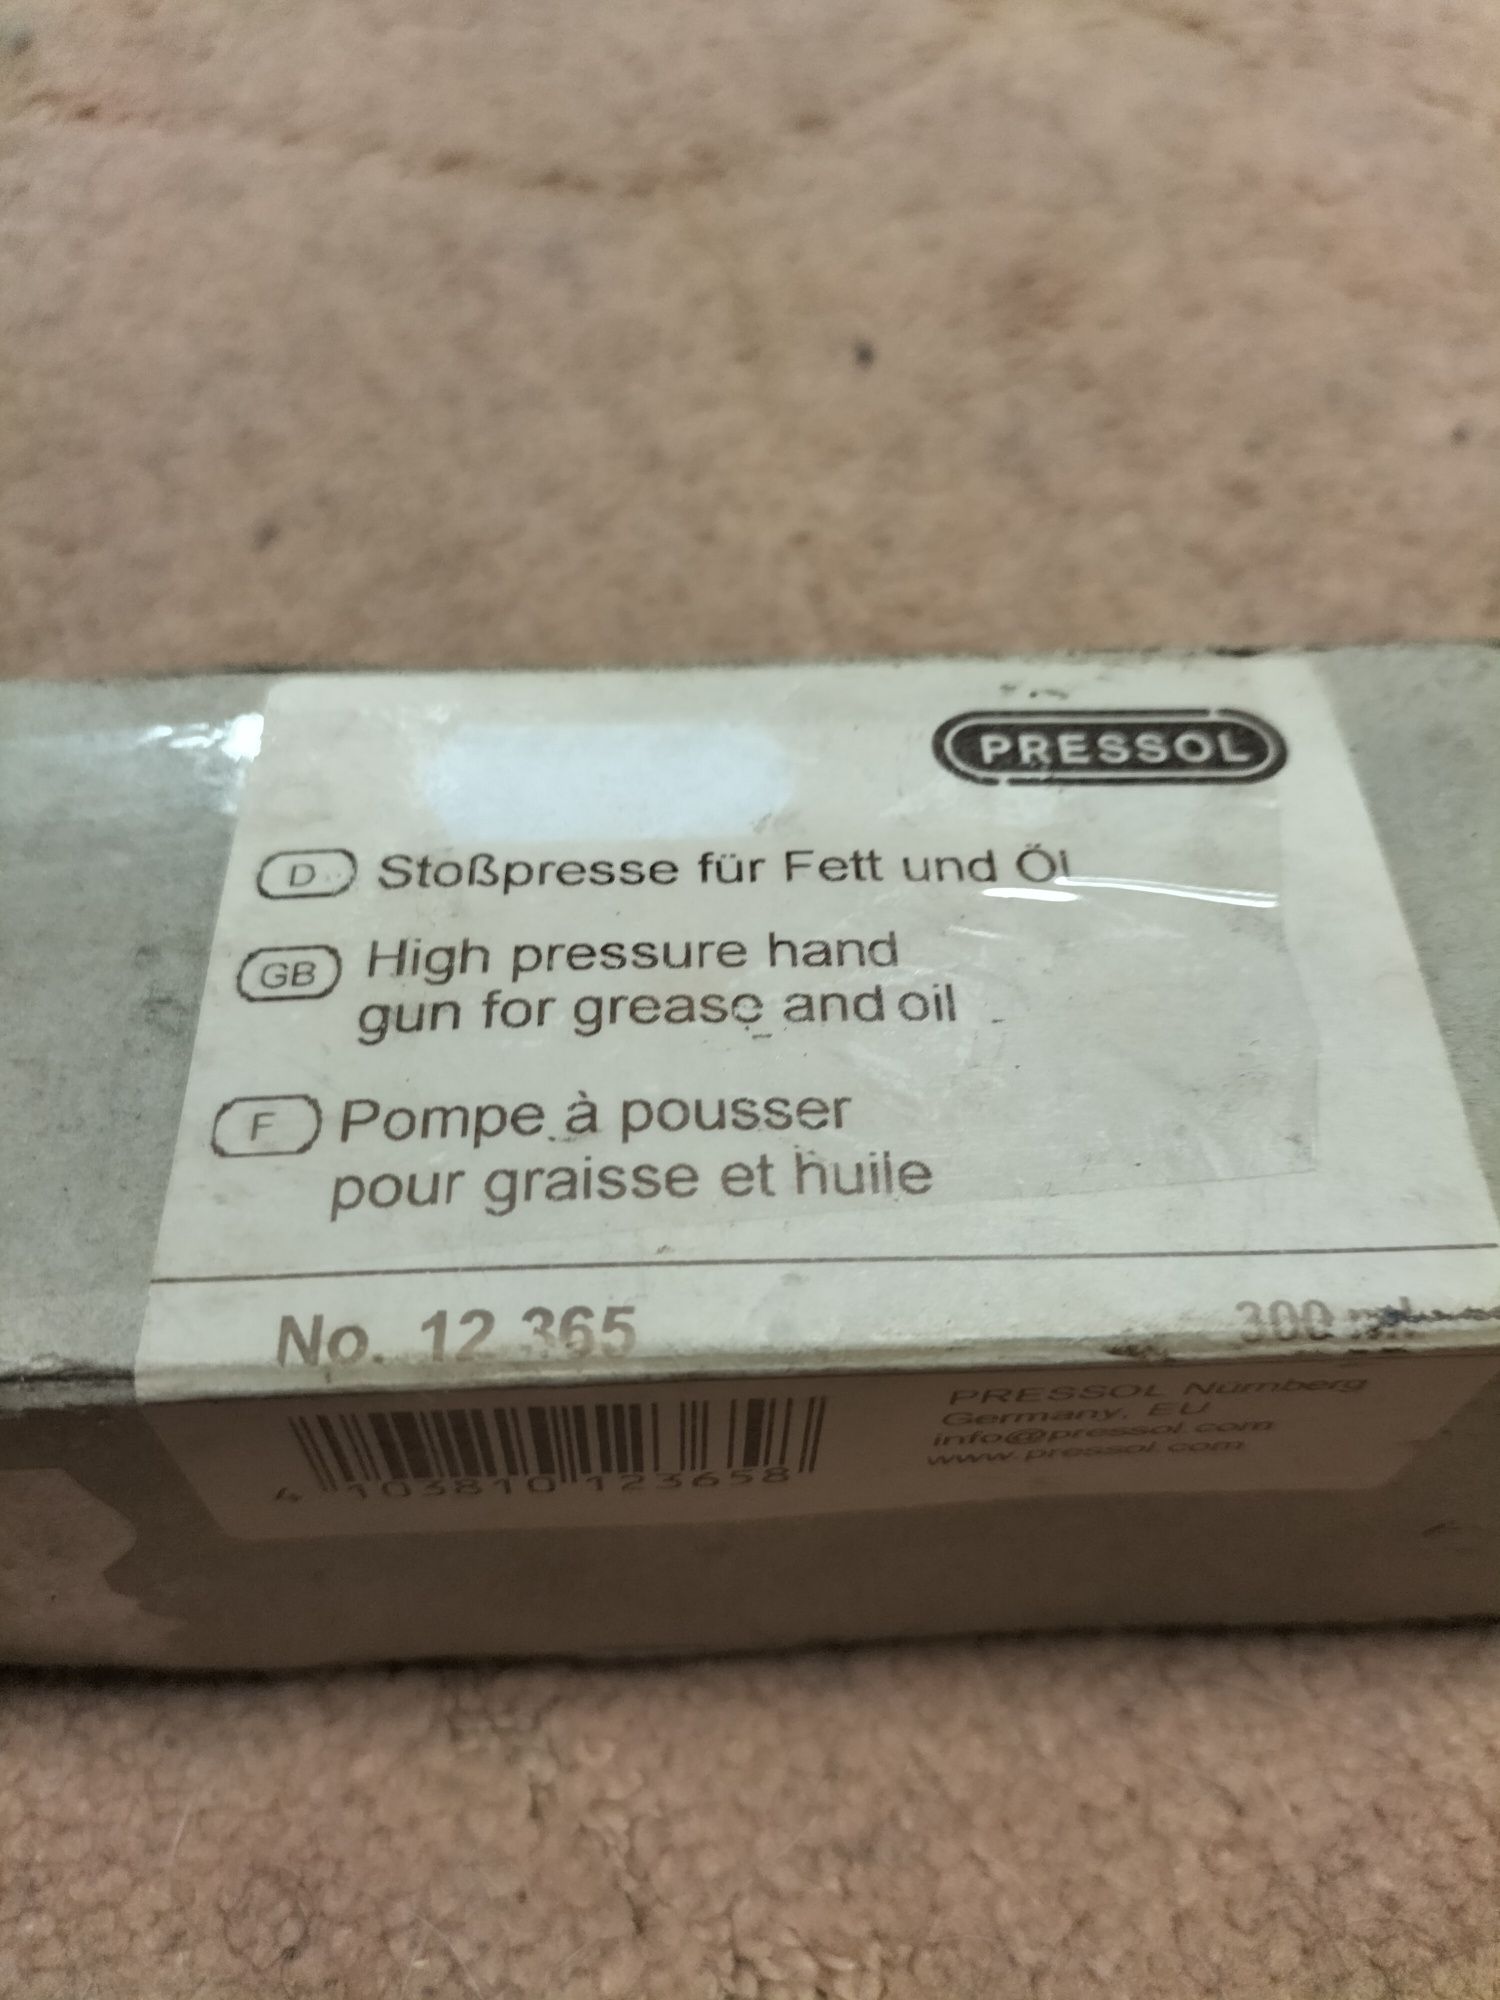 PRESSOL
D Stoßpresse für Fett und Öl
GB High pressure hand
gun for grease and oil
F Pompe à pousser
pour graisse et huile
No. 12 365
300
PRESSOL Nürnberg
Germany, EU
info@pressol.com
www.pressol.com
4 103810 123658